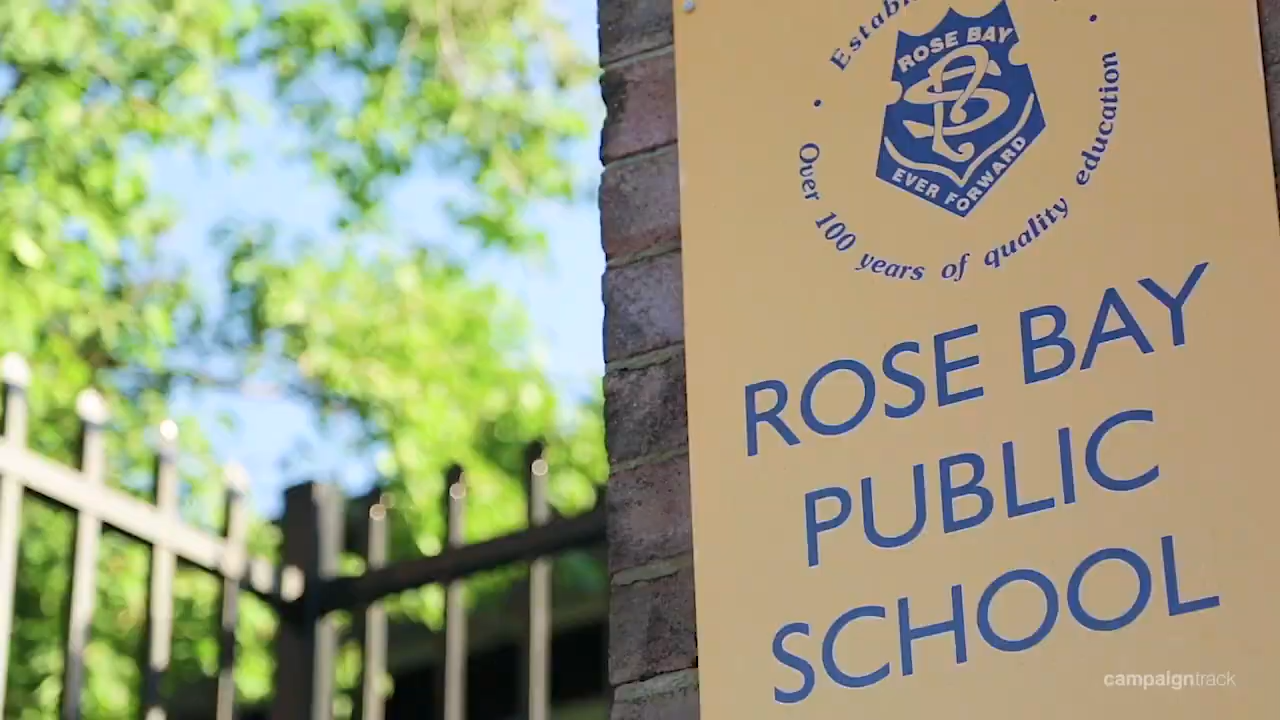 ROSE BAY
EVER FORWARD
Over 100 years of quality education
ROSE BAY
PUBLIC
SCHOOL
campaigntrack